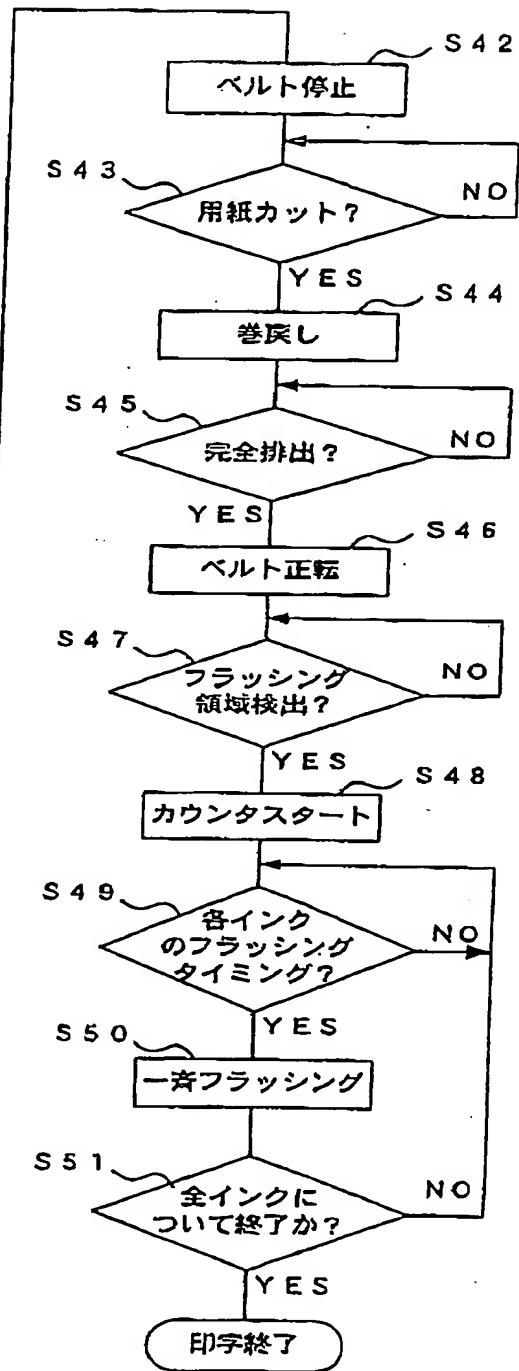 S42
ベルト停止
S43
用紙カット?
NO
YES
S44
巻戻し
S45
完全排出?
NO
YES
S46
ベルト正転
S47
フラッシング
領域検出?
NO
YES
S48
カウンタスタート
S49
各インク
のフラッシング
タイミング?
NO
YES
S50
一斉フラッシング
S51
全インクに
ついて終了か?
NO
YES
印字終了